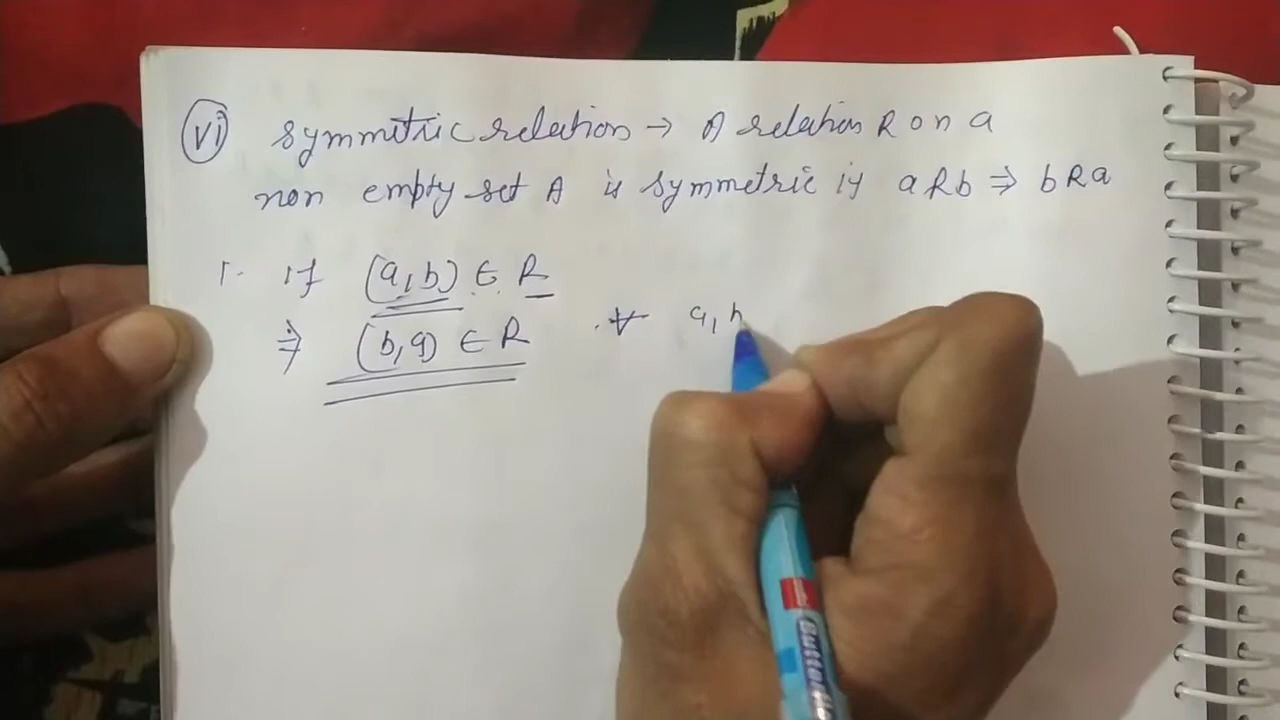 (vi) Symmetric relation → A relation R on a
non empty set A is symmetric if aRb ⇒ bRa
1. if (a,b) ∈ R
⇒ (b,a) ∈ R ∀ a, b